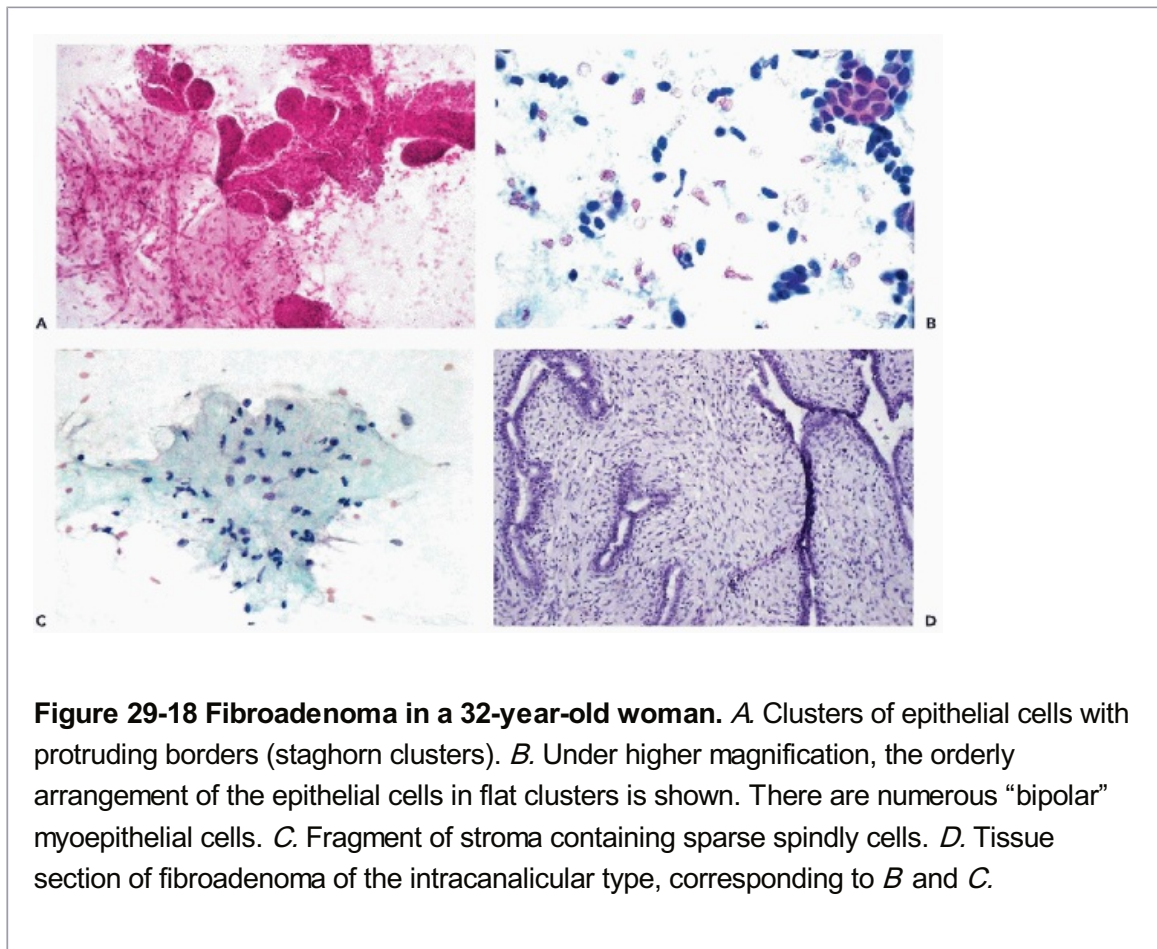 A
B
C
D
Figure 29-18 Fibroadenoma in a 32-year-old woman. A. Clusters of epithelial cells with
protruding borders (staghorn clusters). B. Under higher magnification, the orderly
arrangement of the epithelial cells in flat clusters is shown. There are numerous “bipolar”
myoepithelial cells. C. Fragment of stroma containing sparse spindly cells. D. Tissue
section of fibroadenoma of the intracanalicular type, corresponding to B and C.